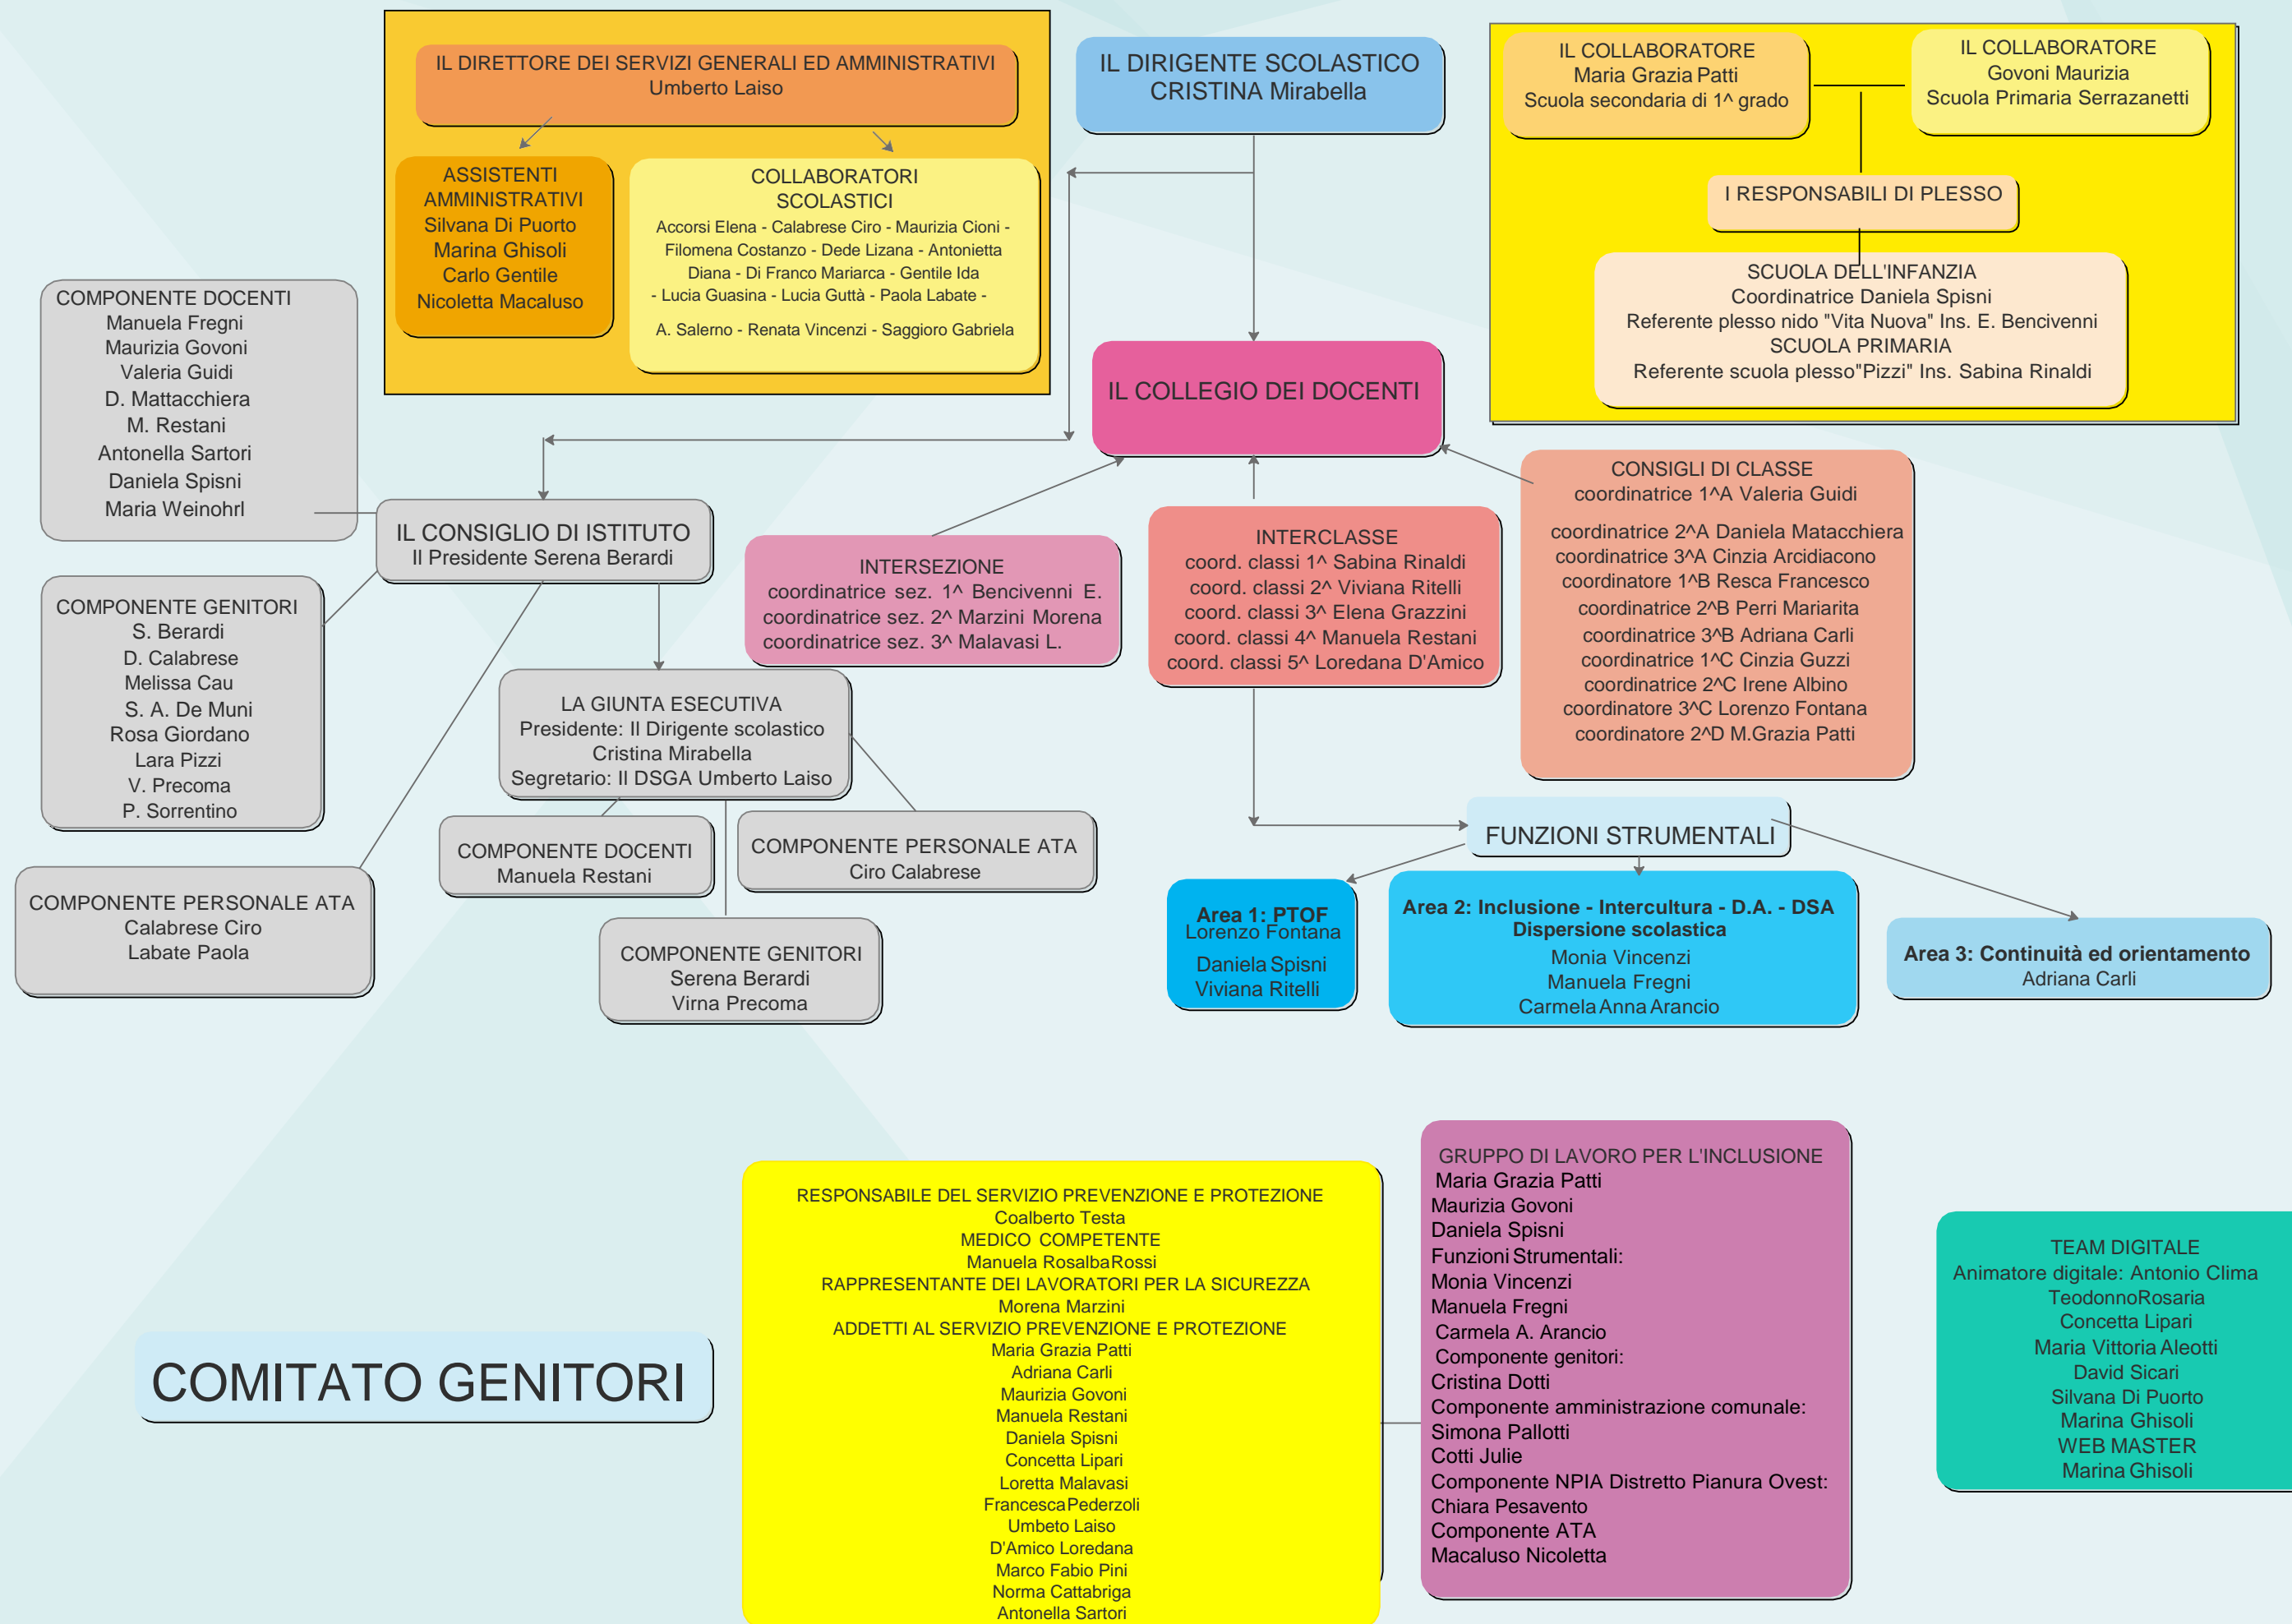 IL DIRETTORE DEI SERVIZI GENERALI ED AMMINISTRATIVI
Umberto Laiso
ASSISTENTI
AMMINISTRATIVI
Silvana Di Puorto
Marina Ghisoli
Carlo Gentile
Nicoletta Macaluso
COLLABORATORI
SCOLASTICI
Accorsi Elena - Calabrese Ciro - Maurizia Cioni -
Filomena Costanzo - Dede Lizana - Antonietta
Diana - Di Franco Mariarca - Gentile Ida
- Lucia Guasina - Lucia Guttà - Paola Labate -
A. Salerno - Renata Vincenzi - Saggioro Gabriela
IL DIRIGENTE SCOLASTICO
CRISTINA Mirabella
IL COLLABORATORE
Maria Grazia Patti
Scuola secondaria di 1^ grado
IL COLLABORATORE
Govoni Maurizia
Scuola Primaria Serrazanetti
I RESPONSABILI DI PLESSO
SCUOLA DELL'INFANZIA
Coordinatrice Daniela Spisni
Referente plesso nido "Vita Nuova" Ins. E. Bencivenni
SCUOLA PRIMARIA
Referente scuola plesso"Pizzi" Ins. Sabina Rinaldi
COMPONENTE DOCENTI
Manuela Fregni
Maurizia Govoni
Valeria Guidi
D. Mattacchiera
M. Restani
Antonella Sartori
Daniela Spisni
Maria Weinohrl
IL COLLEGIO DEI DOCENTI
IL CONSIGLIO DI ISTITUTO
Il Presidente Serena Berardi
COMPONENTE GENITORI
S. Berardi
D. Calabrese
Melissa Cau
S. A. De Muni
Rosa Giordano
Lara Pizzi
V. Precoma
P. Sorrentino
INTERSEZIONE
coordinatrice sez. 1^ Bencivenni E.
coordinatrice sez. 2^ Marzini Morena
coordinatrice sez. 3^ Malavasi L.
INTERCLASSE
coord. classi 1^ Sabina Rinaldi
coord. classi 2^ Viviana Ritelli
coord. classi 3^ Elena Grazzini
coord. classi 4^ Manuela Restani
coord. classi 5^ Loredana D'Amico
CONSIGLI DI CLASSE
coordinatrice 1^A Valeria Guidi
coordinatrice 2^A Daniela Matacchiera
coordinatrice 3^A Cinzia Arcidiacono
coordinatore 1^B Resca Francesco
coordinatrice 2^B Perri Mariarita
coordinatrice 3^B Adriana Carli
coordinatrice 1^C Cinzia Guzzi
coordinatrice 2^C Irene Albino
coordinatore 3^C Lorenzo Fontana
coordinatore 2^D M.Grazia Patti
LA GIUNTA ESECUTIVA
Presidente: Il Dirigente scolastico
Cristina Mirabella
Segretario: Il DSGA Umberto Laiso
COMPONENTE DOCENTI
Manuela Restani
COMPONENTE PERSONALE ATA
Ciro Calabrese
COMPONENTE PERSONALE ATA
Calabrese Ciro
Labate Paola
COMPONENTE GENITORI
Serena Berardi
Virna Precoma
FUNZIONI STRUMENTALI
Area 1: PTOF
Lorenzo Fontana
Daniela Spisni
Viviana Ritelli
Area 2: Inclusione - Intercultura - D.A. - DSA
Dispersione scolastica
Monia Vincenzi
Manuela Fregni
Carmela Anna Arancio
Area 3: Continuità ed orientamento
Adriana Carli
COMITATO GENITORI
RESPONSABILE DEL SERVIZIO PREVENZIONE E PROTEZIONE
Coalberto Testa
MEDICO COMPETENTE
Manuela RosalbaRossi
RAPPRESENTANTE DEI LAVORATORI PER LA SICUREZZA
Morena Marzini
ADDETTI AL SERVIZIO PREVENZIONE E PROTEZIONE
Maria Grazia Patti
Adriana Carli
Maurizia Govoni
Manuela Restani
Daniela Spisni
Concetta Lipari
Loretta Malavasi
FrancescaPederzoli
Umbeto Laiso
D'Amico Loredana
Marco Fabio Pini
Norma Cattabriga
Antonella Sartori
GRUPPO DI LAVORO PER L'INCLUSIONE
Maria Grazia Patti
Maurizia Govoni
Daniela Spisni
Funzioni Strumentali:
Monia Vincenzi
Manuela Fregni
Carmela A. Arancio
Componente genitori:
Cristina Dotti
Componente amministrazione comunale:
Simona Pallotti
Cotti Julie
Componente NPIA Distretto Pianura Ovest:
Chiara Pesavento
Componente ATA
Macaluso Nicoletta
TEAM DIGITALE
Animatore digitale: Antonio Clima
TeodonnoRosaria
Concetta Lipari
Maria Vittoria Aleotti
David Sicari
Silvana Di Puorto
Marina Ghisoli
WEB MASTER
Marina Ghisoli